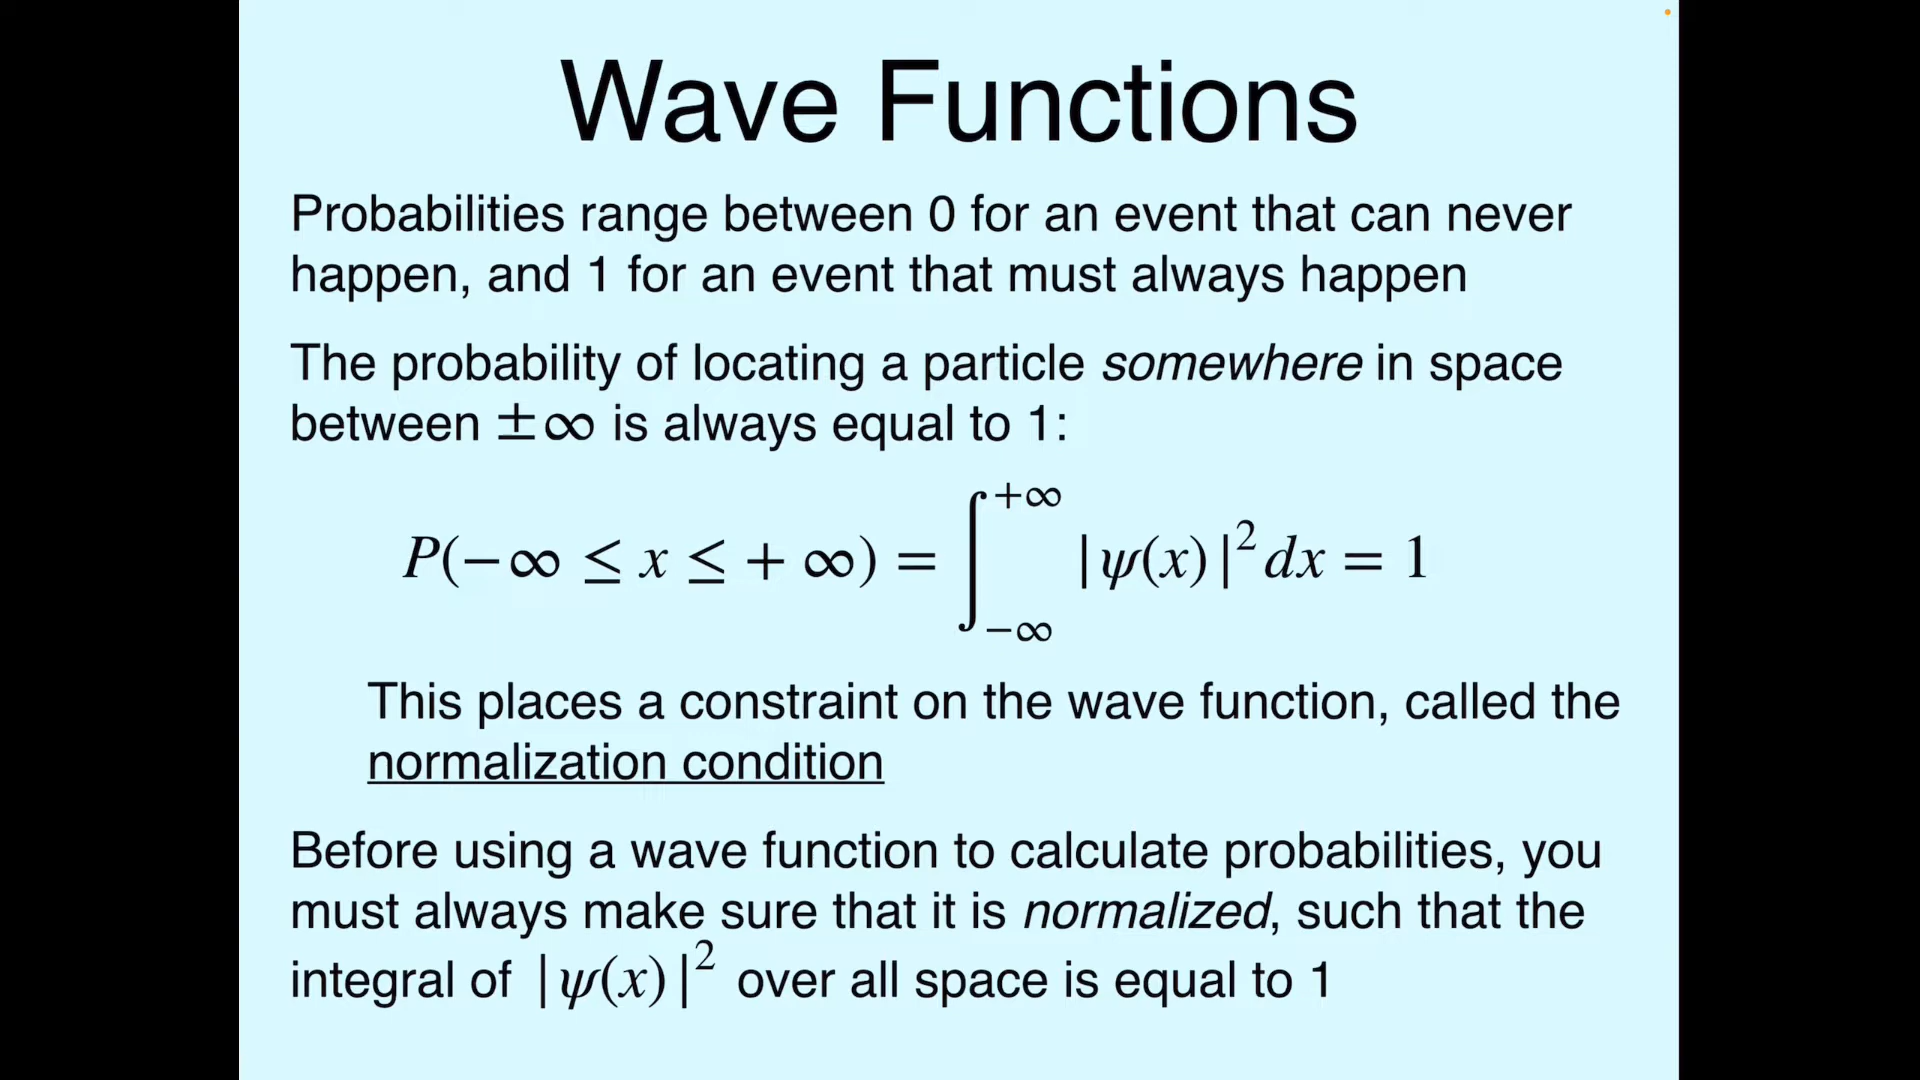 Wave Functions
Probabilities range between 0 for an event that can never
happen, and 1 for an event that must always happen
The probability of locating a particle somewhere in space
between ±∞ is always equal to 1:
P(−∞ ≤ x ≤ + ∞) = ∫_{−∞}^{+∞} |ψ(x)|² dx = 1
This places a constraint on the wave function, called the
normalization condition
Before using a wave function to calculate probabilities, you
must always make sure that it is normalized, such that the
integral of |ψ(x)|² over all space is equal to 1